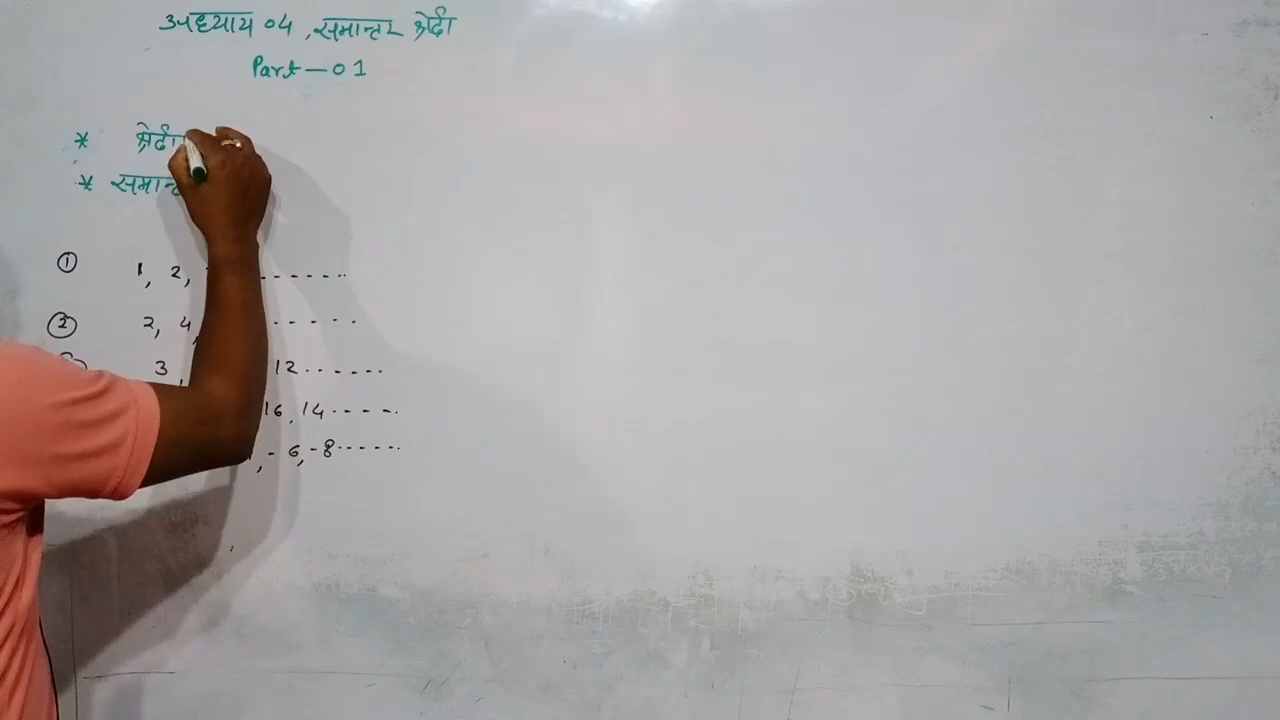 अध्याय 04, समान्तर श्रेढी
Part-01
* श्रेढी
* समान्त
① 1, 2, ......
② 2, 4, ......
3, 12 ......
16, 14 ......
, -6, -8 ......